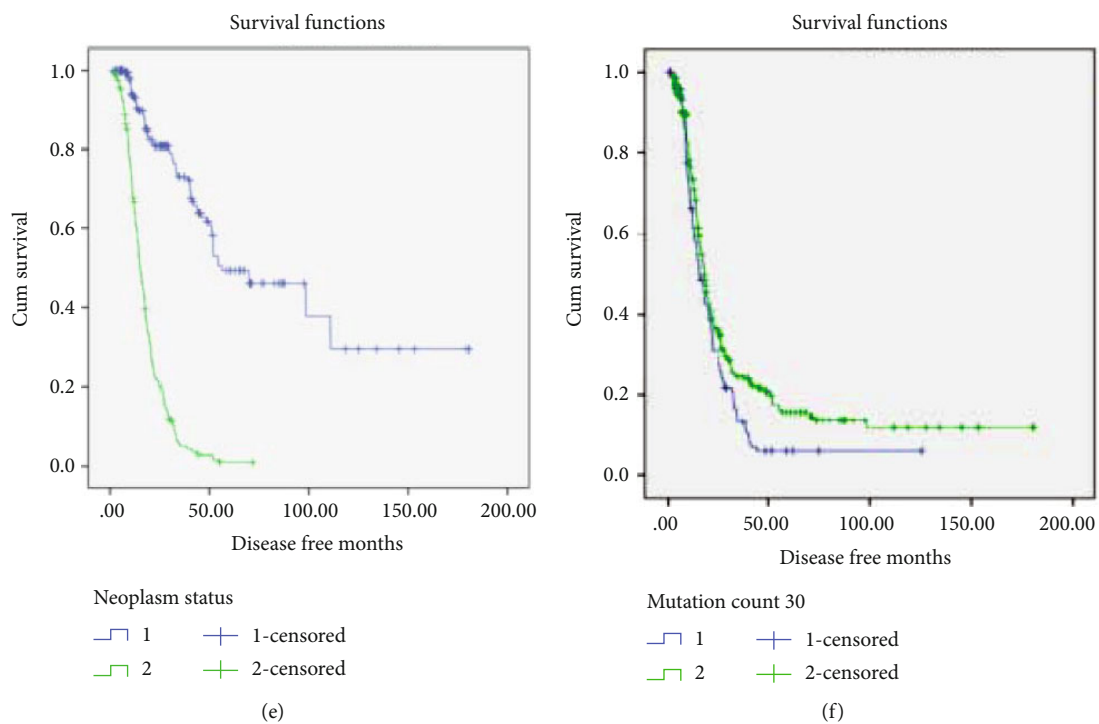 Survival functions
1.0
0.8
0.6
0.4
0.2
0.0
Cum survival
.00 50.00 100.00 150.00 200.00
Disease free months
Neoplasm status
1 1-censored
2 2-censored
(e)
Survival functions
1.0
0.8
0.6
0.4
0.2
0.0
Cum survival
.00 50.00 100.00 150.00 200.00
Disease free months
Mutation count 30
1 1-censored
2 2-censored
(f)